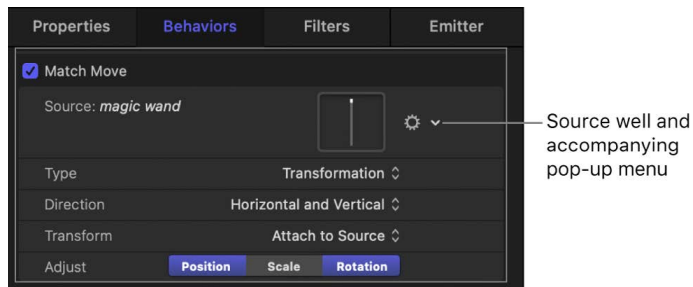 Properties Behaviors Filters Emitter
Match Move
Source: magic wand
Source well and
accompanying
pop-up menu
Type Transformation
Direction Horizontal and Vertical
Transform Attach to Source
Adjust Position Scale Rotation